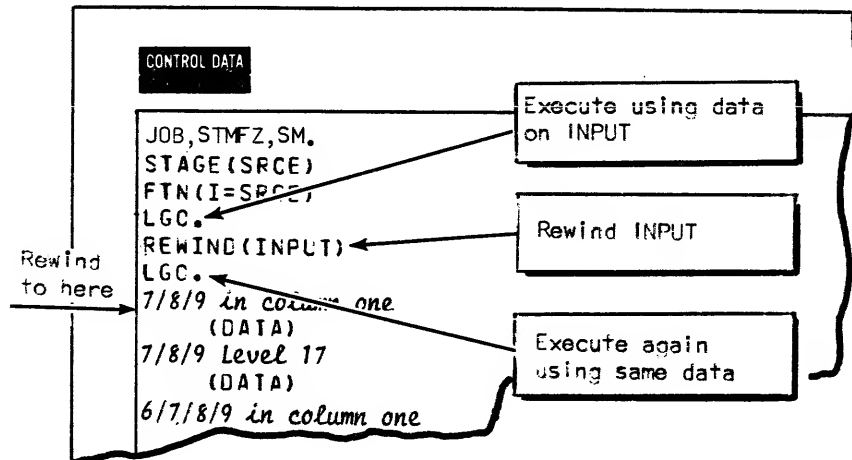 CONTROL DATA
JOB,STMFZ,SM.
STAGE(SRCE)
FTN(I=SRCE)
LGC.
REWIND(INPUT)
LGC.
7/8/9 in column one
(DATA)
7/8/9 Level 17
(DATA)
6/7/8/9 in column one
Rewind
to here
Execute using data
on INPUT
Rewind INPUT
Execute again
using same data